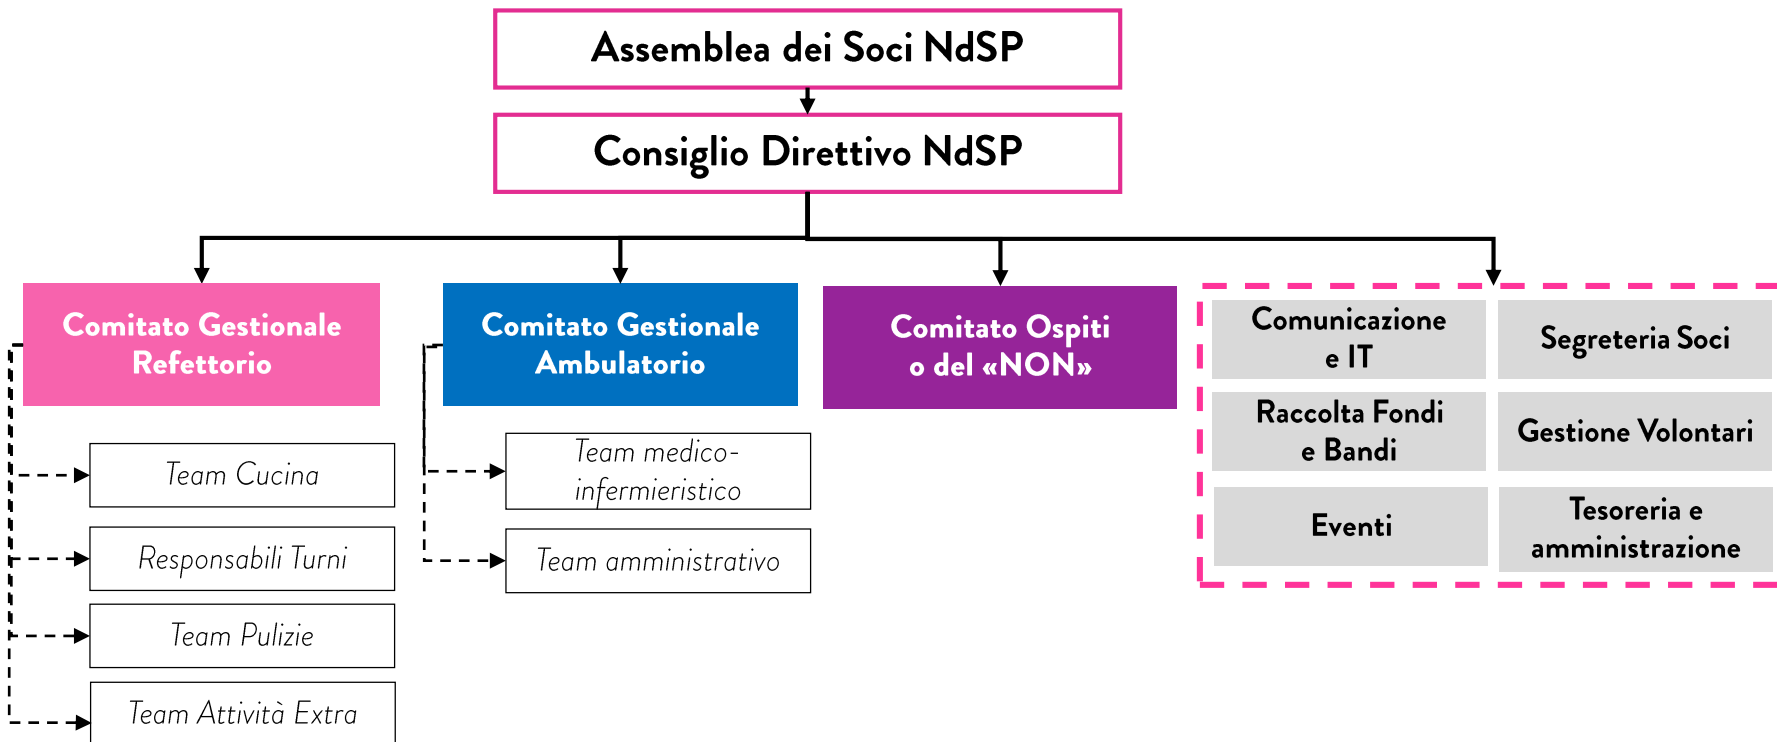 Assemblea dei Soci NdSP
Consiglio Direttivo NdSP
Comitato Gestionale
Refettorio
Team Cucina
Responsabili Turni
Team Pulizie
Team Attività Extra
Comitato Gestionale
Ambulatorio
Team medico-
infermieristico
Team amministrativo
Comitato Ospiti
o del «NON»
Comunicazione
e IT
Segreteria Soci
Raccolta Fondi
e Bandi
Gestione Volontari
Eventi
Tesoreria e
amministrazione